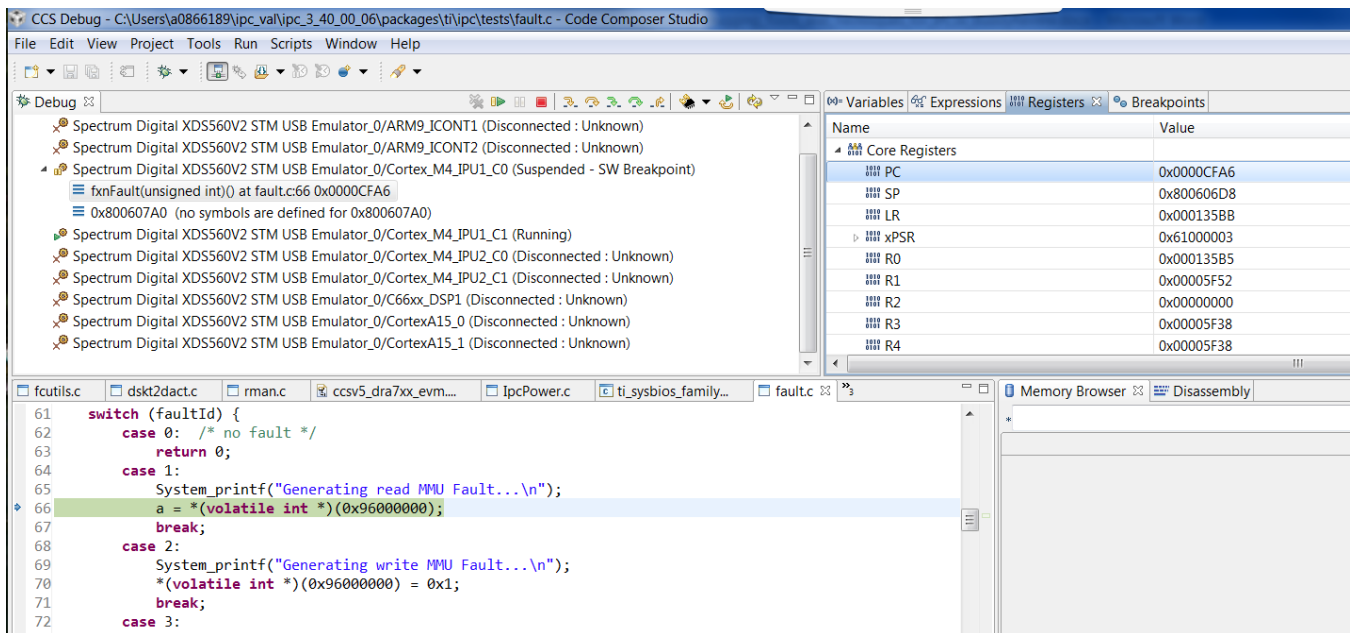 CCS Debug - C:\Users\a0866189\ipc_val\ipc_3_40_00_06\packages\ti\ipc\tests\fault.c - Code Composer Studio
File Edit View Project Tools Run Scripts Window Help
Debug
Spectrum Digital XDS560V2 STM USB Emulator_0/ARM9_ICONT1 (Disconnected : Unknown)
Spectrum Digital XDS560V2 STM USB Emulator_0/ARM9_ICONT2 (Disconnected : Unknown)
Spectrum Digital XDS560V2 STM USB Emulator_0/Cortex_M4_IPU1_C0 (Suspended - SW Breakpoint)
fxnFault(unsigned int)() at fault.c:66 0x0000CFA6
0x800607A0 (no symbols are defined for 0x800607A0)
Spectrum Digital XDS560V2 STM USB Emulator_0/Cortex_M4_IPU1_C1 (Running)
Spectrum Digital XDS560V2 STM USB Emulator_0/Cortex_M4_IPU2_C0 (Disconnected : Unknown)
Spectrum Digital XDS560V2 STM USB Emulator_0/Cortex_M4_IPU2_C1 (Disconnected : Unknown)
Spectrum Digital XDS560V2 STM USB Emulator_0/C66xx_DSP1 (Disconnected : Unknown)
Spectrum Digital XDS560V2 STM USB Emulator_0/CortexA15_0 (Disconnected : Unknown)
Spectrum Digital XDS560V2 STM USB Emulator_0/CortexA15_1 (Disconnected : Unknown)
(x)= Variables Expressions Registers Breakpoints
Name Value
Core Registers
PC 0x0000CFA6
SP 0x800606D8
LR 0x000135BB
xPSR 0x61000003
R0 0x000135B5
R1 0x00005F52
R2 0x00000000
R3 0x00005F38
R4 0x00005F38
fcutils.c dskt2dact.c rman.c ccsv5_dra7xx_evm.... IpcPower.c ti_sysbios_family... fault.c »3
61 switch (faultId) {
62 case 0: /* no fault */
63 return 0;
64 case 1:
65 System_printf("Generating read MMU Fault...\n");
66 a = *(volatile int *)(0x96000000);
67 break;
68 case 2:
69 System_printf("Generating write MMU Fault...\n");
70 *(volatile int *)(0x96000000) = 0x1;
71 break;
72 case 3:
Memory Browser Disassembly
*